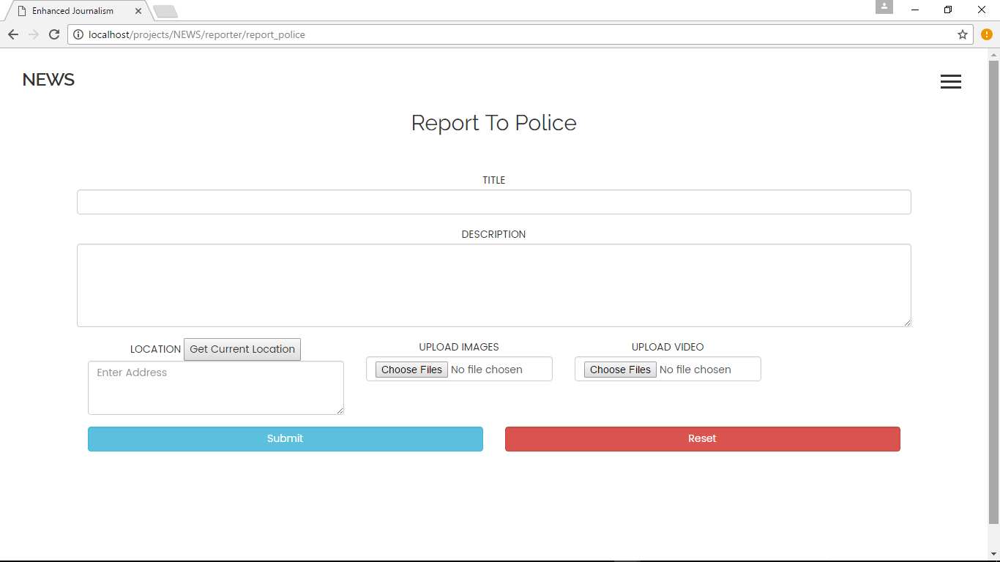 Enhanced Journalism
localhost/projects/NEWS/reporter/report_police
NEWS
Report To Police
TITLE
DESCRIPTION
LOCATION Get Current Location
Enter Address
UPLOAD IMAGES
Choose Files No file chosen
UPLOAD VIDEO
Choose Files No file chosen
Submit
Reset